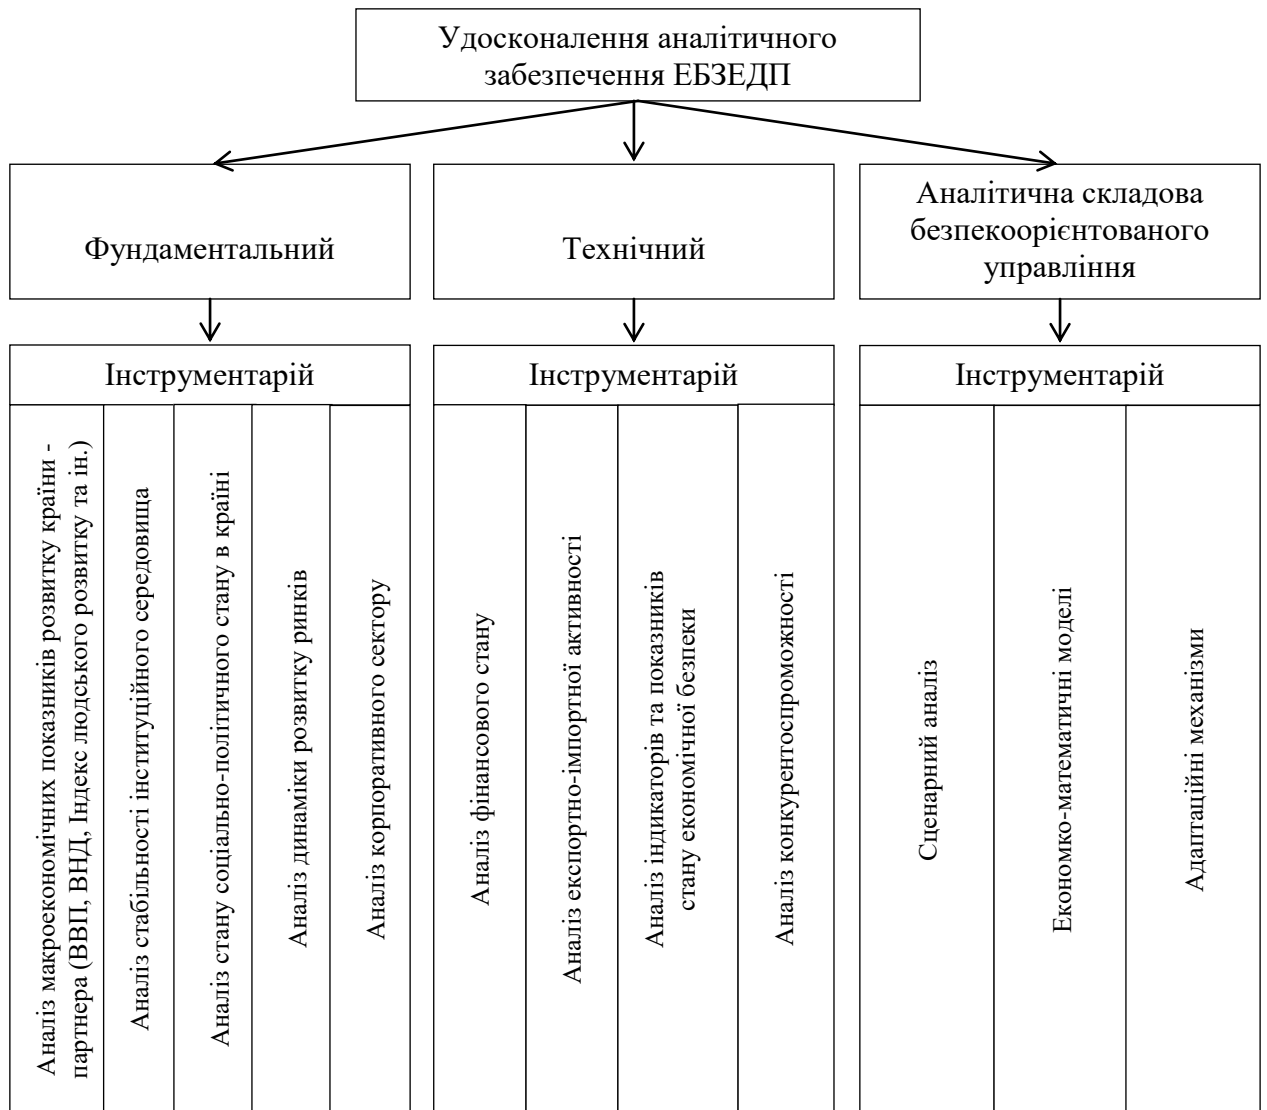 Удосконалення аналітичного
забезпечення ЕБЗЕДП
Фундаментальний
Технічний
Аналітична складова
безпекоорієнтованого
управління
Інструментарій
Інструментарій
Інструментарій
Аналіз макроекономічних показників розвитку країни -
партнера (ВВП, ВНД, Індекс людського розвитку та ін.)
Аналіз стабільності інституційного середовища
Аналіз стану соціально-політичного стану в країні
Аналіз динаміки розвитку ринків
Аналіз корпоративного сектору
Аналіз фінансового стану
Аналіз експортно-імпортної активності
Аналіз індикаторів та показників
стану економічної безпеки
Аналіз конкурентоспроможності
Сценарний аналіз
Економко-математичні моделі
Адаптаційні механізми